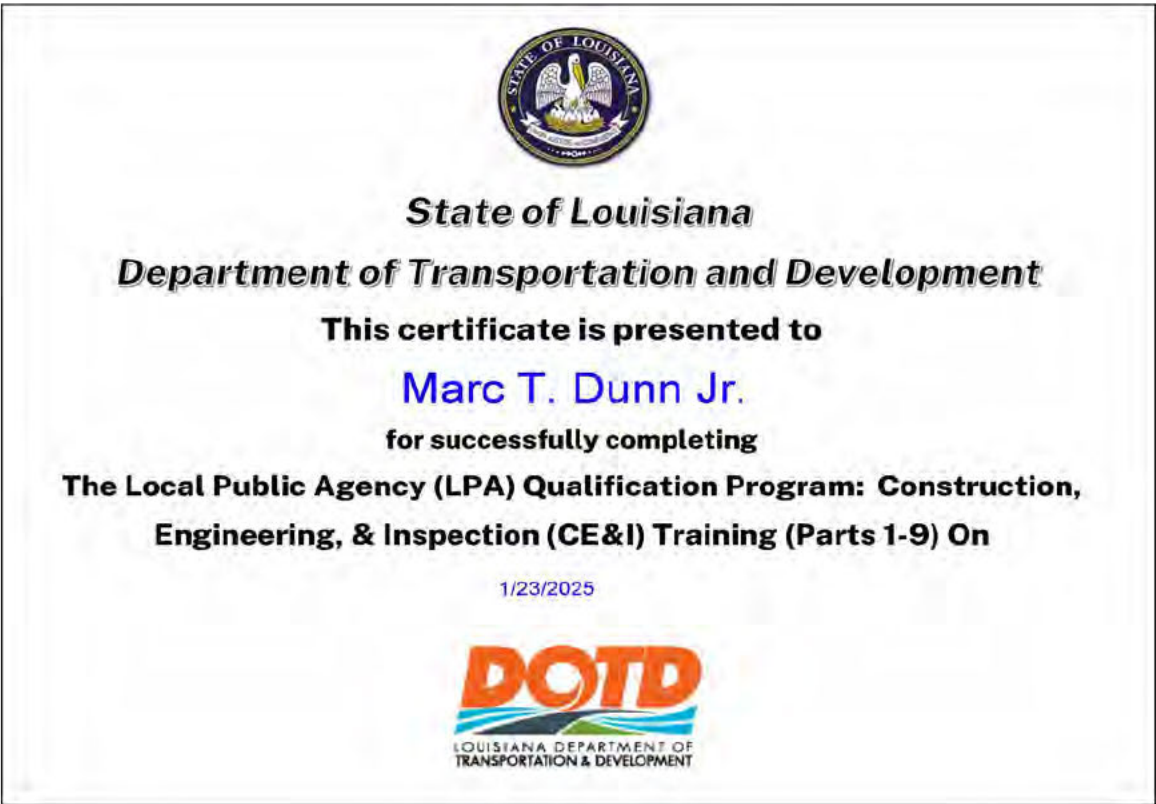 STATE OF LOUISIANA
State of Louisiana
Department of Transportation and Development
This certificate is presented to
Marc T. Dunn Jr.
for successfully completing
The Local Public Agency (LPA) Qualification Program: Construction,
Engineering, & Inspection (CE&I) Training (Parts 1-9) On
1/23/2025
DOTD
LOUISIANA DEPARTMENT OF
TRANSPORTATION & DEVELOPMENT